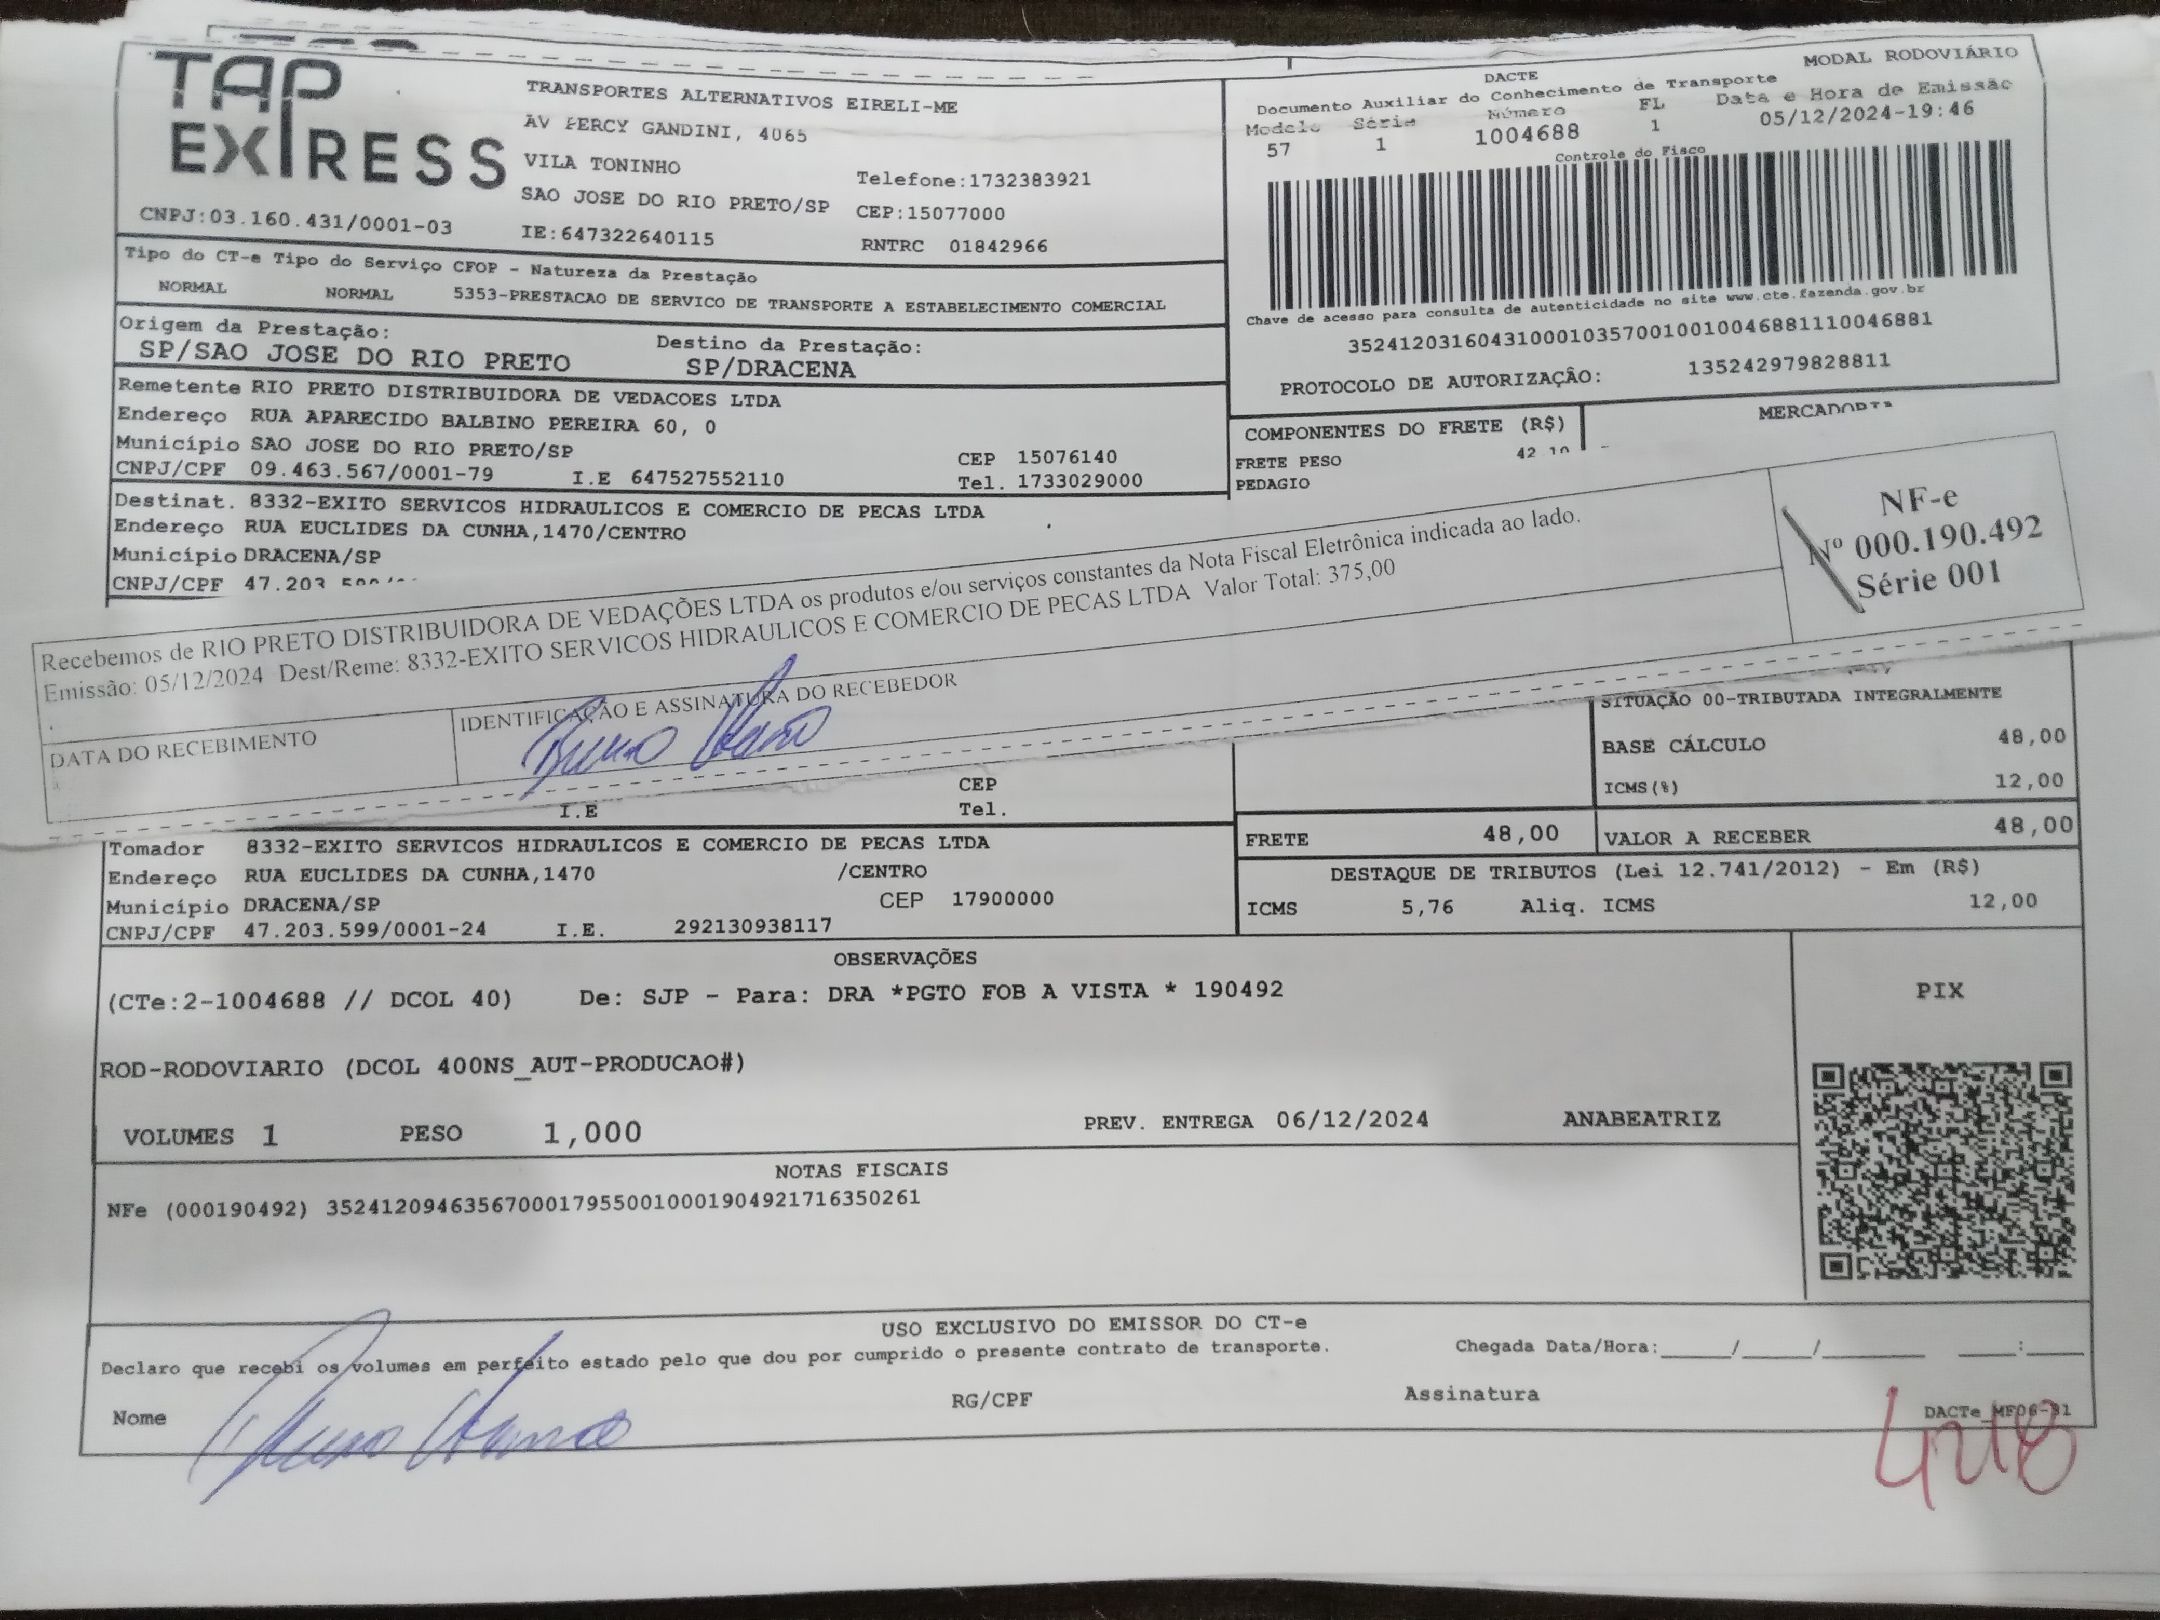 TAP
EXPRESS
TRANSPORTES ALTERNATIVOS EIRELI-ME
AV PERCY GANDINI, 4065
VILA TONINHO
Telefone:1732383921
SAO JOSE DO RIO PRETO/SP CEP:15077000
CNPJ:03.160.431/0001-03 IE:647322640115 RNTRC 01842966
MODAL RODOVIÁRIO
DACTE
Documento Auxiliar do Conhecimento de Transporte
Modelo Série Número FL Data e Hora de Emissão
57 1 1004688 1 05/12/2024-19:46
Controle do Fisco
Chave de acesso para consulta de autenticidade no site www.cte.fazenda.gov.br
35241203160431000103570010010046881110046881
PROTOCOLO DE AUTORIZAÇÃO: 135242979828811
Tipo do CT-e Tipo do Serviço CFOP - Natureza da Prestação
NORMAL NORMAL 5353-PRESTACAO DE SERVICO DE TRANSPORTE A ESTABELECIMENTO COMERCIAL
Origem da Prestação: Destino da Prestação:
SP/SAO JOSE DO RIO PRETO SP/DRACENA
Remetente RIO PRETO DISTRIBUIDORA DE VEDACOES LTDA
Endereço RUA APARECIDO BALBINO PEREIRA 60, 0
Município SAO JOSE DO RIO PRETO/SP CEP 15076140
CNPJ/CPF 09.463.567/0001-79 I.E 647527552110 Tel. 1733029000
COMPONENTES DO FRETE (R$) MERCADORIA
FRETE PESO 42,10
PEDAGIO
Destinat. 8332-EXITO SERVICOS HIDRAULICOS E COMERCIO DE PECAS LTDA
Endereço RUA EUCLIDES DA CUNHA,1470/CENTRO
Município DRACENA/SP
CNPJ/CPF 47.203.599/
Recebemos de RIO PRETO DISTRIBUIDORA DE VEDAÇÕES LTDA os produtos e/ou serviços constantes da Nota Fiscal Eletrônica indicada ao lado.
Emissão: 05/12/2024 Dest/Reme: 8332-EXITO SERVICOS HIDRAULICOS E COMERCIO DE PECAS LTDA Valor Total: 375,00
NF-e
Nº 000.190.492
Série 001
DATA DO RECEBIMENTO
IDENTIFICAÇÃO E ASSINATURA DO RECEBEDOR
CEP
I.E Tel.
SITUAÇÃO 00-TRIBUTADA INTEGRALMENTE
BASE CÁLCULO 48,00
ICMS(%) 12,00
FRETE 48,00 VALOR A RECEBER 48,00
Tomador 8332-EXITO SERVICOS HIDRAULICOS E COMERCIO DE PECAS LTDA
Endereço RUA EUCLIDES DA CUNHA,1470 /CENTRO
Município DRACENA/SP CEP 17900000
CNPJ/CPF 47.203.599/0001-24 I.E. 292130938117
DESTAQUE DE TRIBUTOS (Lei 12.741/2012) - Em (R$)
ICMS 5,76 Aliq. ICMS 12,00
OBSERVAÇÕES
(CTe:2-1004688 // DCOL 40) De: SJP - Para: DRA *PGTO FOB A VISTA * 190492
PIX
ROD-RODOVIARIO (DCOL 400NS_AUT-PRODUCAO#)
VOLUMES 1 PESO 1,000 PREV. ENTREGA 06/12/2024 ANABEATRIZ
NOTAS FISCAIS
NFe (000190492) 35241209463567000179550010001904921716350261
USO EXCLUSIVO DO EMISSOR DO CT-e
Declaro que recebi os volumes em perfeito estado pelo que dou por cumprido o presente contrato de transporte. Chegada Data/Hora:_____/_____/________ ____:____
Nome RG/CPF Assinatura
DACTe_MF06-81